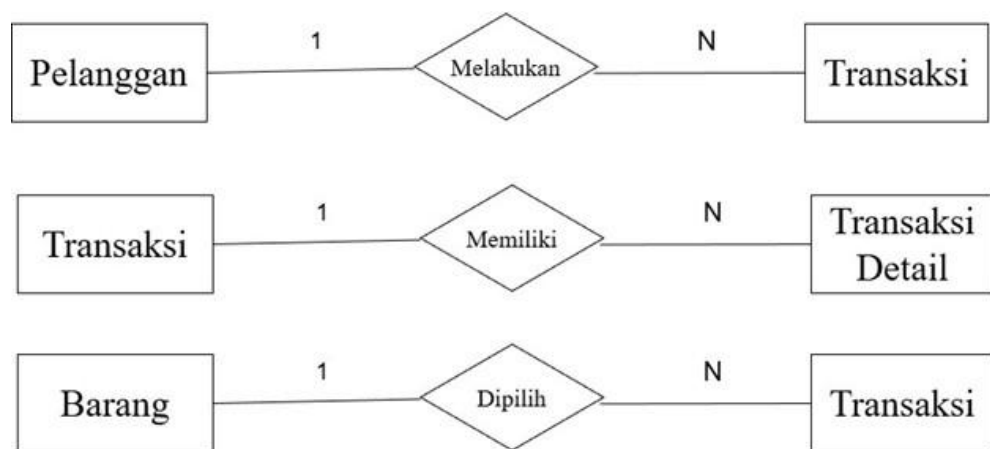 Pelanggan 1 Melakukan N Transaksi
Transaksi 1 Memiliki N Transaksi
Detail
Barang 1 Dipilih N Transaksi